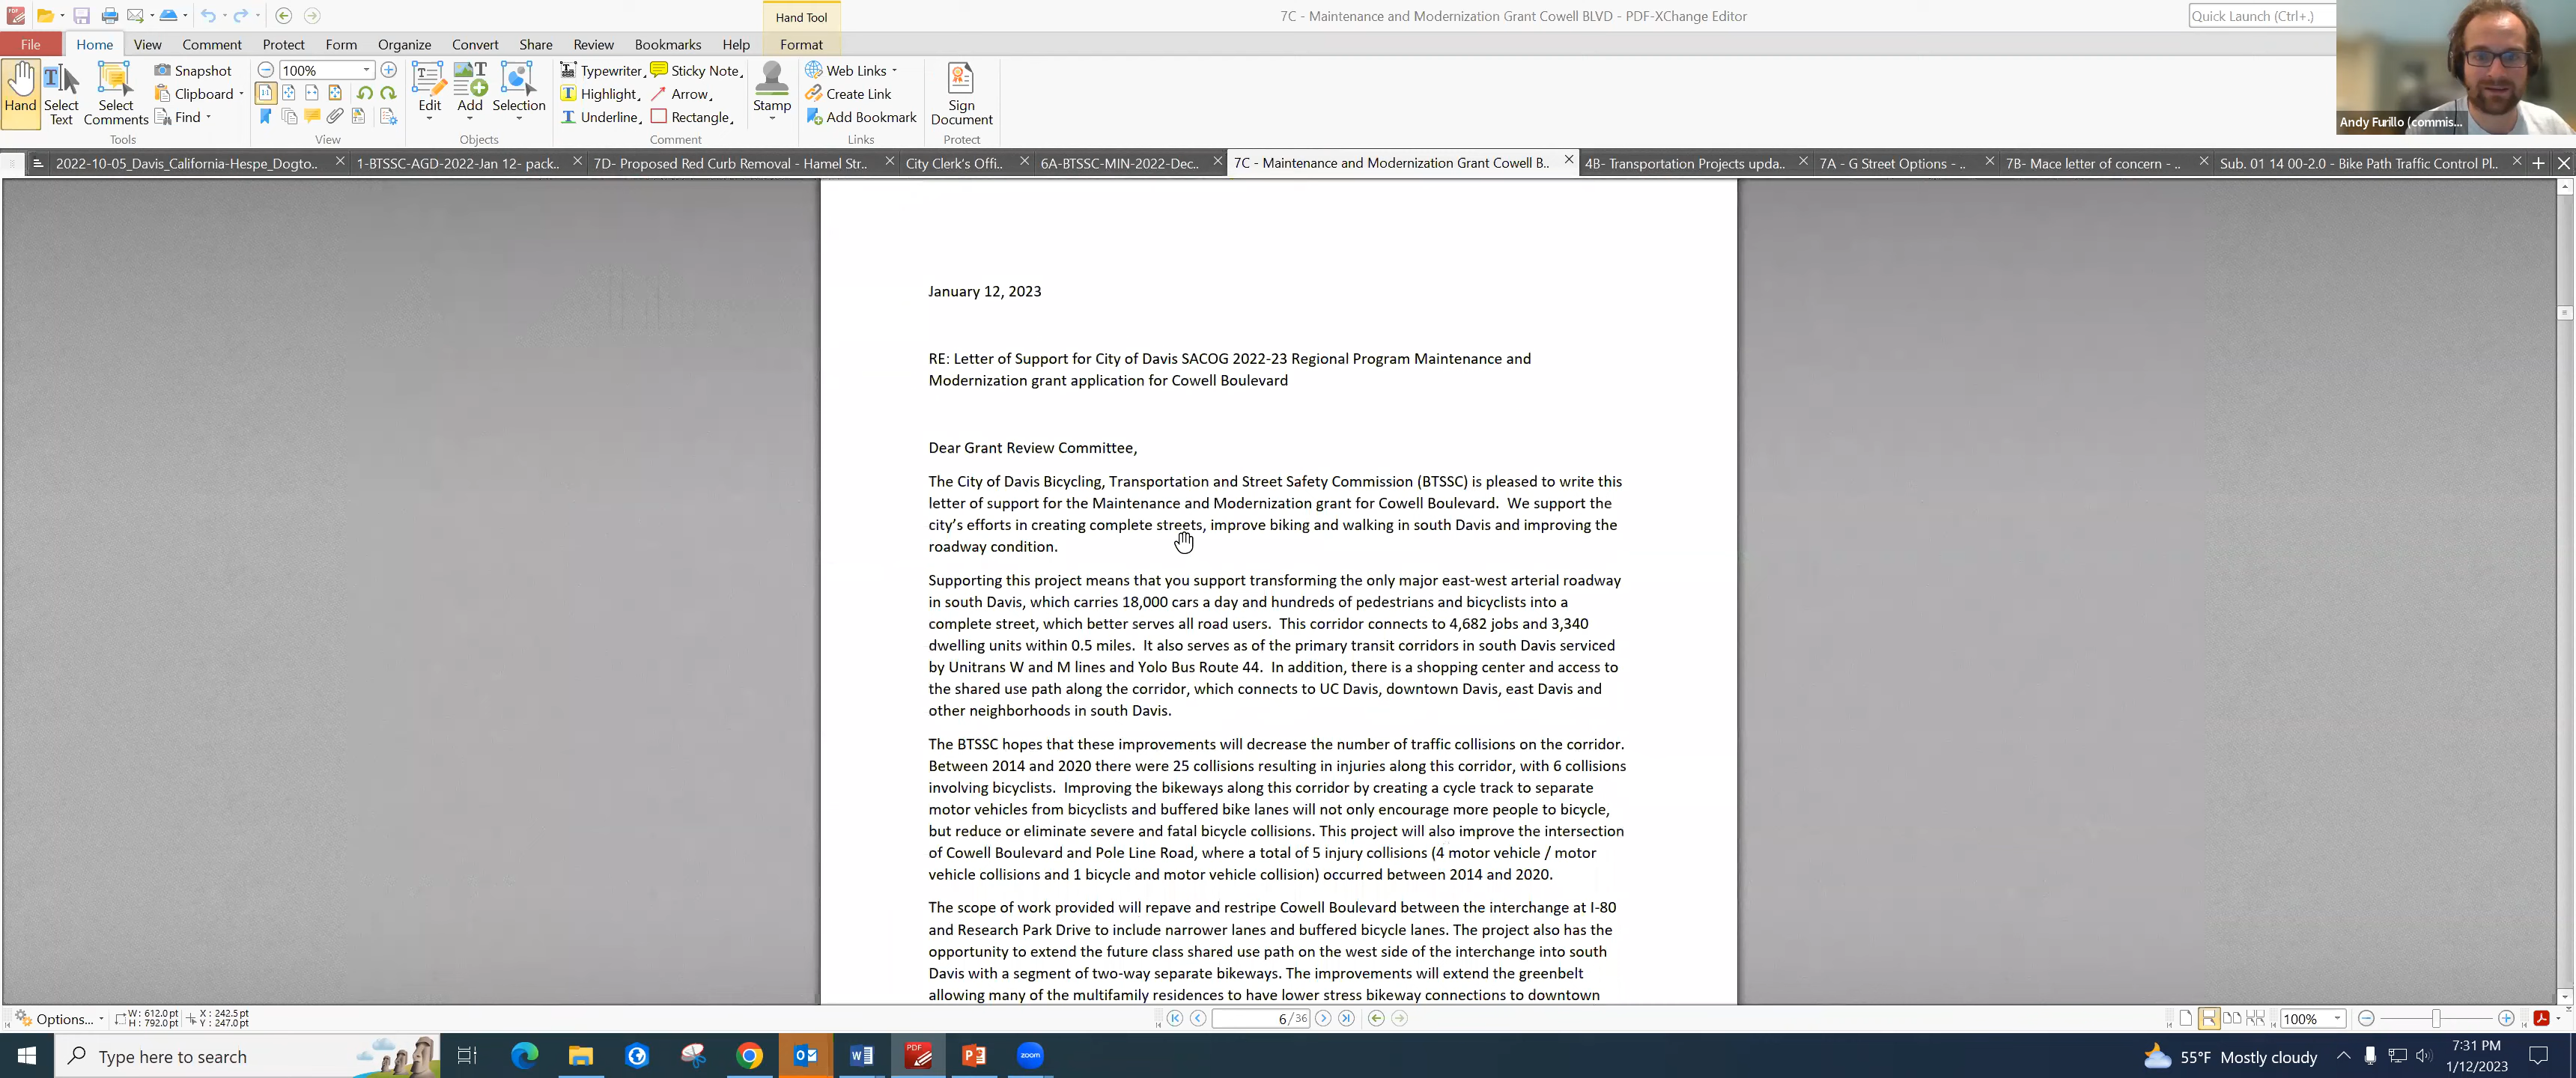 Hand Tool
7C - Maintenance and Modernization Grant Cowell BLVD - PDF-XChange Editor
Quick Launch (Ctrl+.)
File Home View Comment Protect Form Organize Convert Share Review Bookmarks Help Format
Hand
Select Text
Select Comments
Snapshot
Clipboard
Find
Tools
100%
View
Edit
Add
Selection
Objects
Typewriter
Highlight
Underline
Sticky Note
Arrow
Rectangle
Stamp
Comment
Web Links
Create Link
Add Bookmark
Links
Sign Document
Protect
Andy Furillo (commis...
2022-10-05_Davis_California-Hespe_Dogto..
1-BTSSC-AGD-2022-Jan 12- pack..
7D- Proposed Red Curb Removal - Hamel Str..
City Clerk's Offi..
6A-BTSSC-MIN-2022-Dec..
7C - Maintenance and Modernization Grant Cowell B..
4B- Transportation Projects upda..
7A - G Street Options - ..
7B- Mace letter of concern - ..
Sub. 01 14 00-2.0 - Bike Path Traffic Control Pl..
January 12, 2023
RE: Letter of Support for City of Davis SACOG 2022-23 Regional Program Maintenance and
Modernization grant application for Cowell Boulevard
Dear Grant Review Committee,
The City of Davis Bicycling, Transportation and Street Safety Commission (BTSSC) is pleased to write this
letter of support for the Maintenance and Modernization grant for Cowell Boulevard.  We support the
city's efforts in creating complete streets, improve biking and walking in south Davis and improving the
roadway condition.
Supporting this project means that you support transforming the only major east-west arterial roadway
in south Davis, which carries 18,000 cars a day and hundreds of pedestrians and bicyclists into a
complete street, which better serves all road users.  This corridor connects to 4,682 jobs and 3,340
dwelling units within 0.5 miles.  It also serves as of the primary transit corridors in south Davis serviced
by Unitrans W and M lines and Yolo Bus Route 44.  In addition, there is a shopping center and access to
the shared use path along the corridor, which connects to UC Davis, downtown Davis, east Davis and
other neighborhoods in south Davis.
The BTSSC hopes that these improvements will decrease the number of traffic collisions on the corridor.
Between 2014 and 2020 there were 25 collisions resulting in injuries along this corridor, with 6 collisions
involving bicyclists.  Improving the bikeways along this corridor by creating a cycle track to separate
motor vehicles from bicyclists and buffered bike lanes will not only encourage more people to bicycle,
but reduce or eliminate severe and fatal bicycle collisions. This project will also improve the intersection
of Cowell Boulevard and Pole Line Road, where a total of 5 injury collisions (4 motor vehicle / motor
vehicle collisions and 1 bicycle and motor vehicle collision) occurred between 2014 and 2020.
The scope of work provided will repave and restripe Cowell Boulevard between the interchange at I-80
and Research Park Drive to include narrower lanes and buffered bicycle lanes. The project also has the
opportunity to extend the future class shared use path on the west side of the interchange into south
Davis with a segment of two-way separate bikeways. The improvements will extend the greenbelt
allowing many of the multifamily residences to have lower stress bikeway connections to downtown
Options...
W: 612.0 pt
H: 792.0 pt
X: 242.5 pt
Y: 247.0 pt
6 / 36
100%
Type here to search
PDF
zoom
55°F Mostly cloudy
7:31 PM
1/12/2023